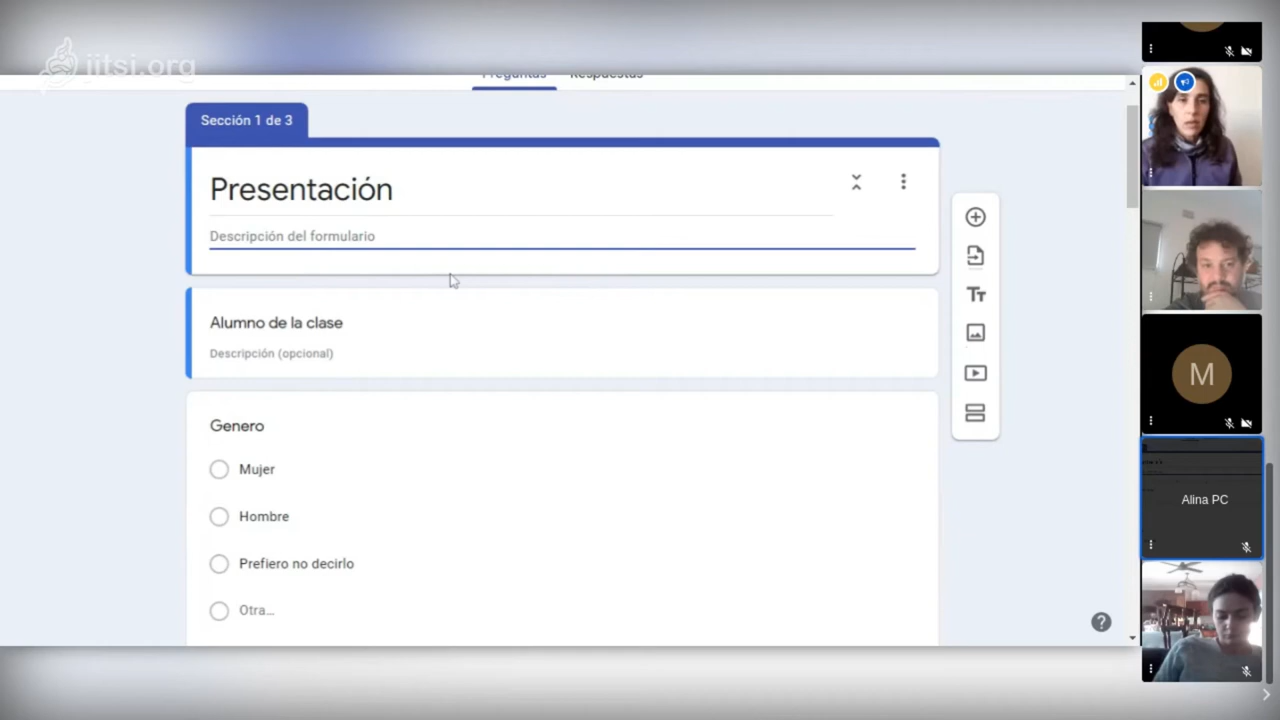 jitsi.org
Preguntas Respuestas
Sección 1 de 3
Presentación
Descripción del formulario
Alumno de la clase
Descripción (opcional)
Genero
Mujer
Hombre
Prefiero no decirlo
Otra...
M
Alina PC